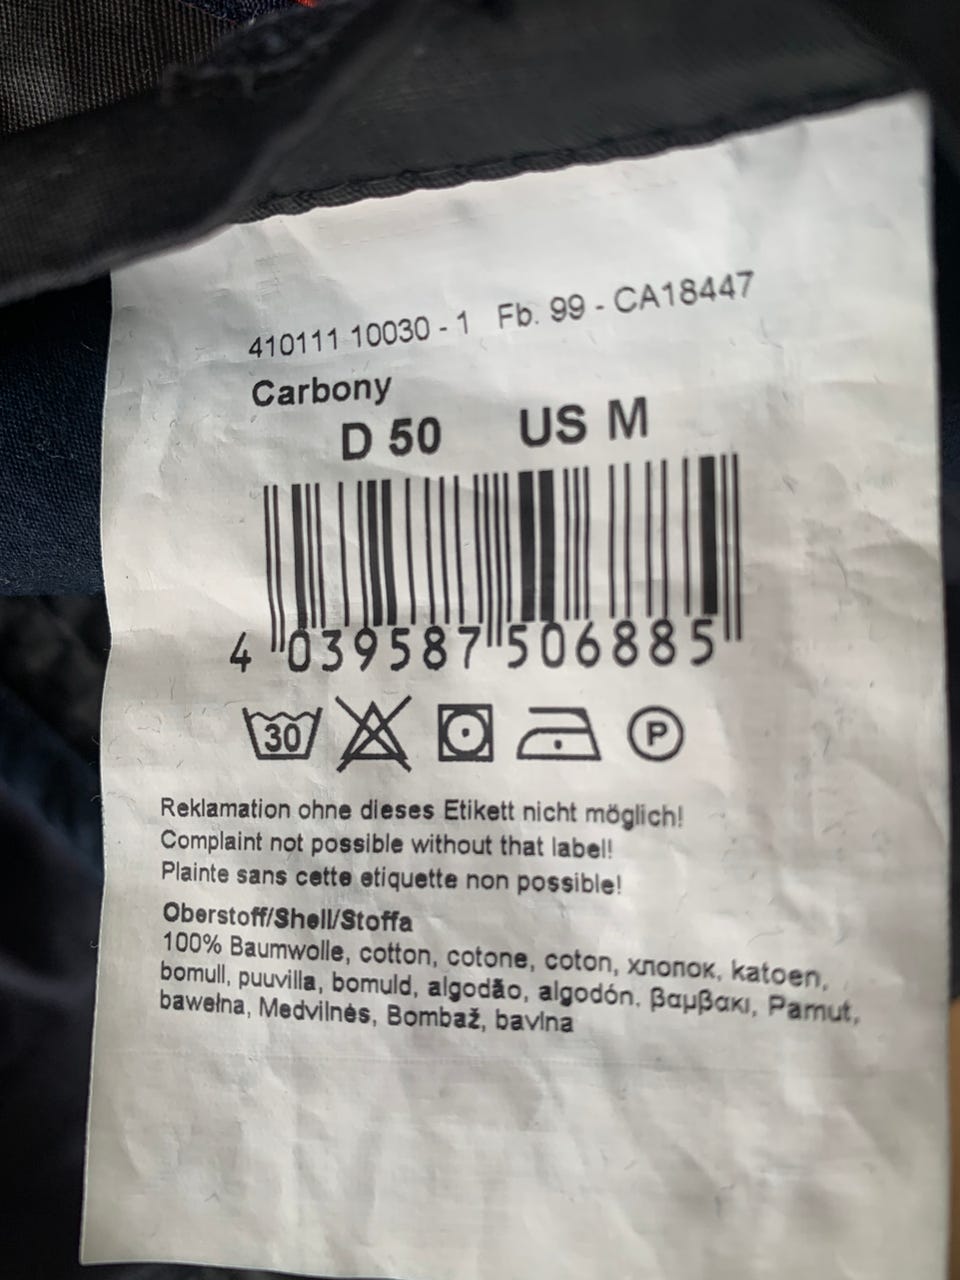 410111 10030 - 1 Fb. 99 - CA18447
Carbony
D 50 US M
4 039587 506885
30 P
Reklamation ohne dieses Etikett nicht möglich!
Complaint not possible without that label!
Plainte sans cette etiquette non possible!
Oberstoff/Shell/Stoffa
100% Baumwolle, cotton, cotone, coton, хлопок, katoen,
bomull, puuvilla, bomuld, algodão, algodón, βαμβακι, Pamut,
bawełna, Medvilnės, Bombaž, bavlna